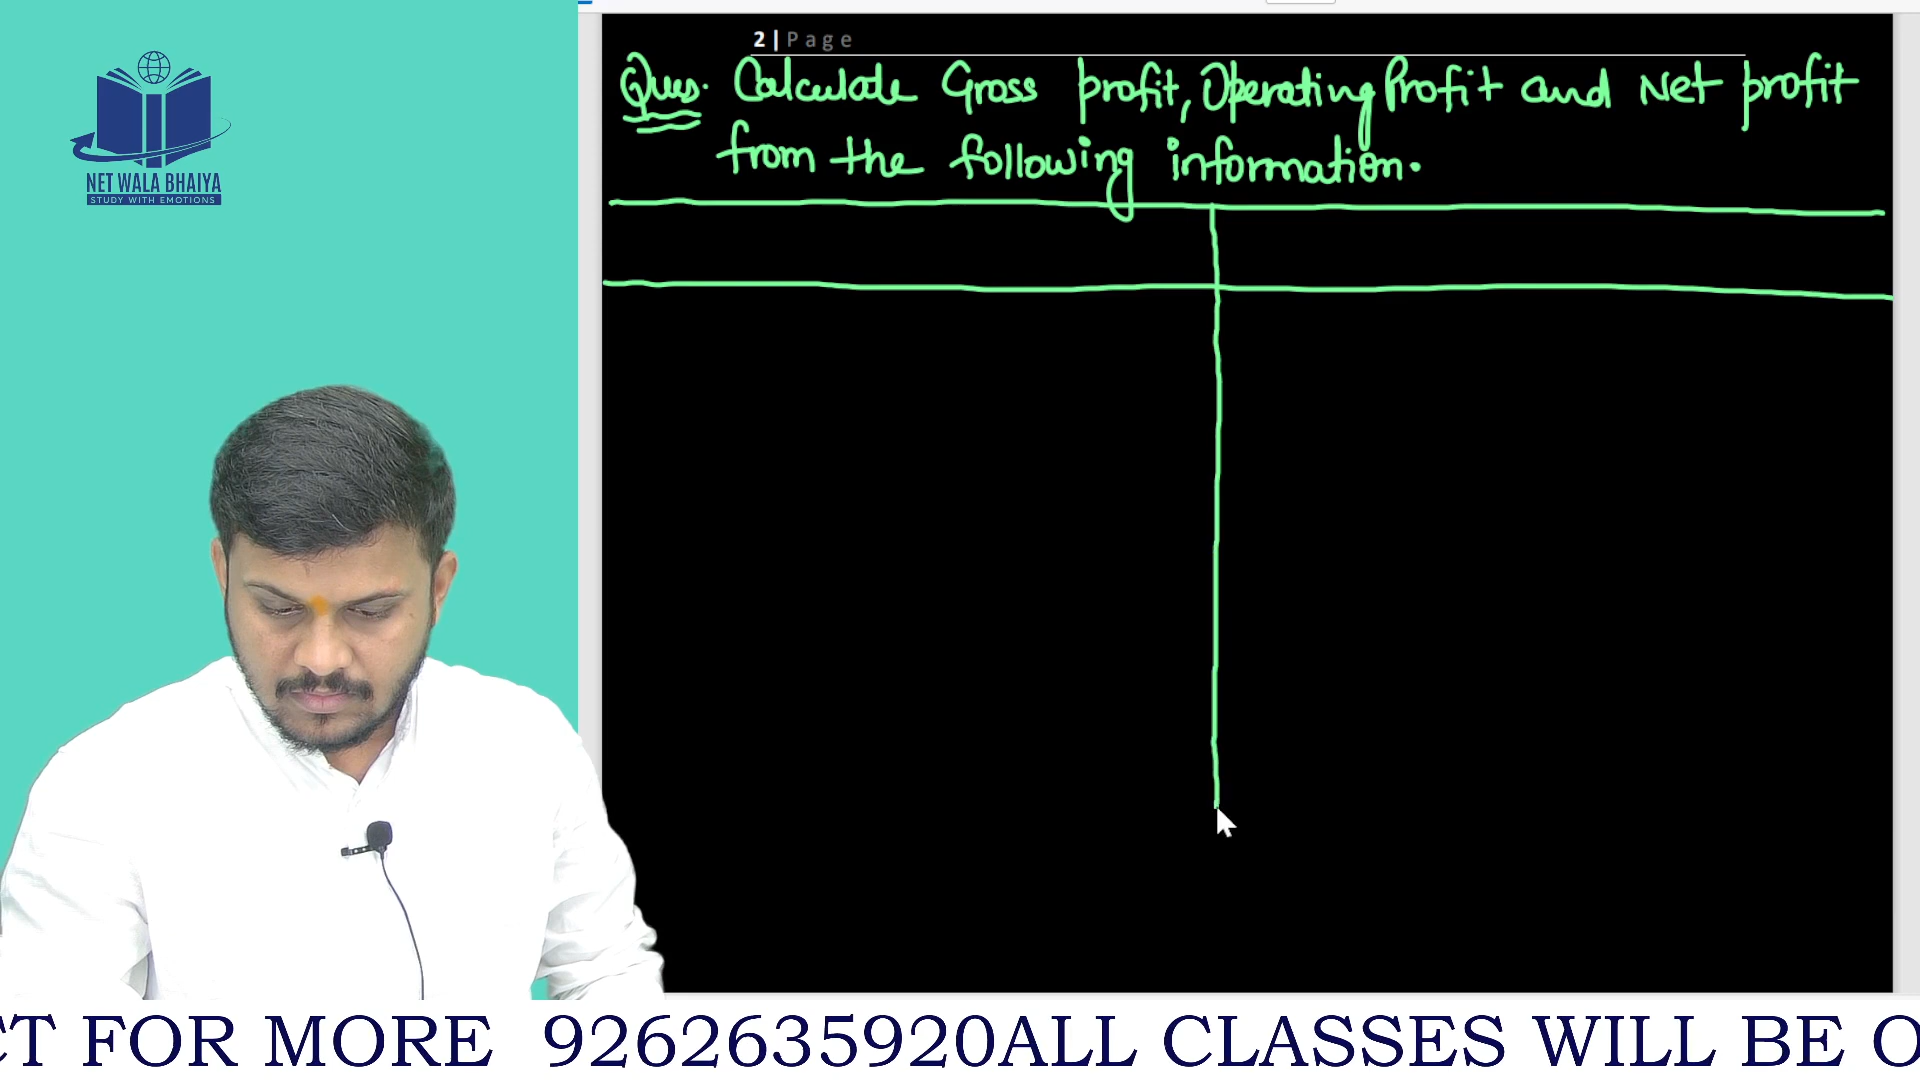 NET WALA BHAIYA
STUDY WITH EMOTIONS
2 | Page
Ques. Calculate Gross profit, Operating Profit and Net profit
from the following information.
CT FOR MORE 9262635920ALL CLASSES WILL BE O